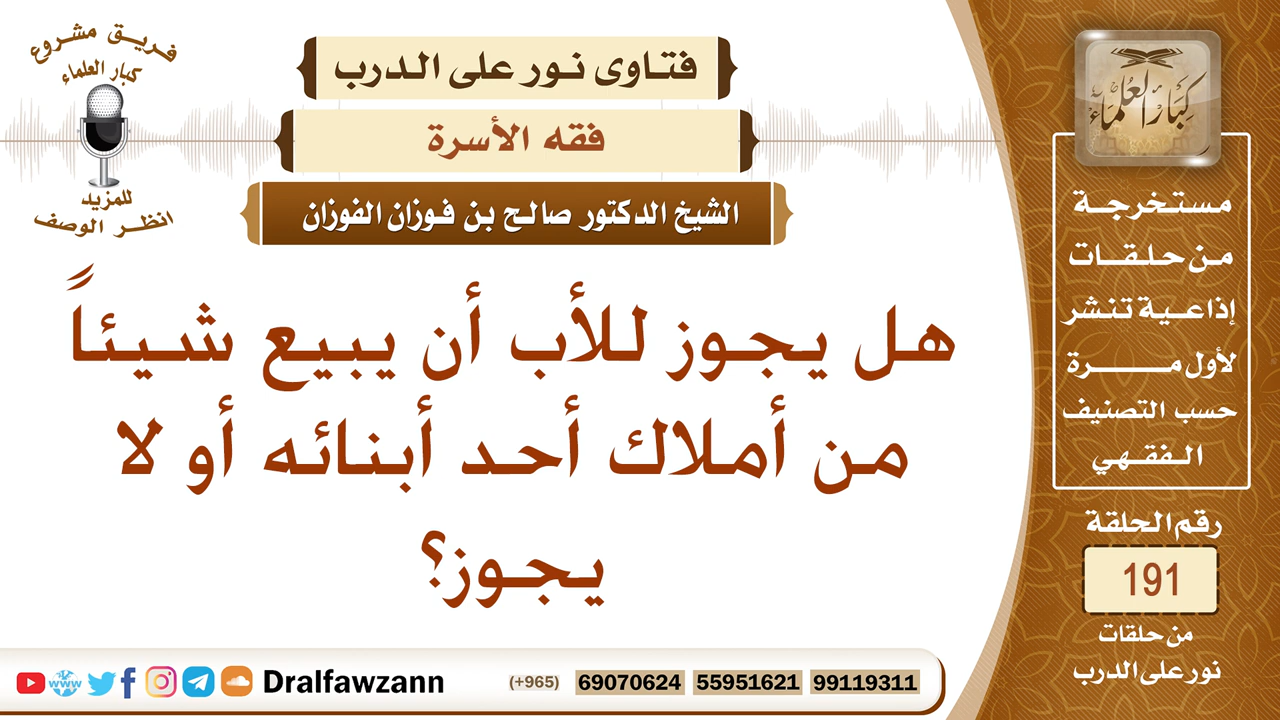 فريق مشروع
كبار العلماء
للمزيد
انظر الوصف
فتاوى نور على الدرب
فقه الأسرة
الشيخ الدكتور صالح بن فوزان الفوزان
هل يجوز للأب أن يبيع شيئاً
من أملاك أحد أبنائه أو لا
يجوز؟
كبار العلماء
مستخرجة
من حلقات
إذاعية تنشر
لأول مرة
حسب التصنيف
الفقهي
رقم الحلقة
191
من حلقات
نور على الدرب
www Dralfawzann (+965) 69070624 55951621 99119311